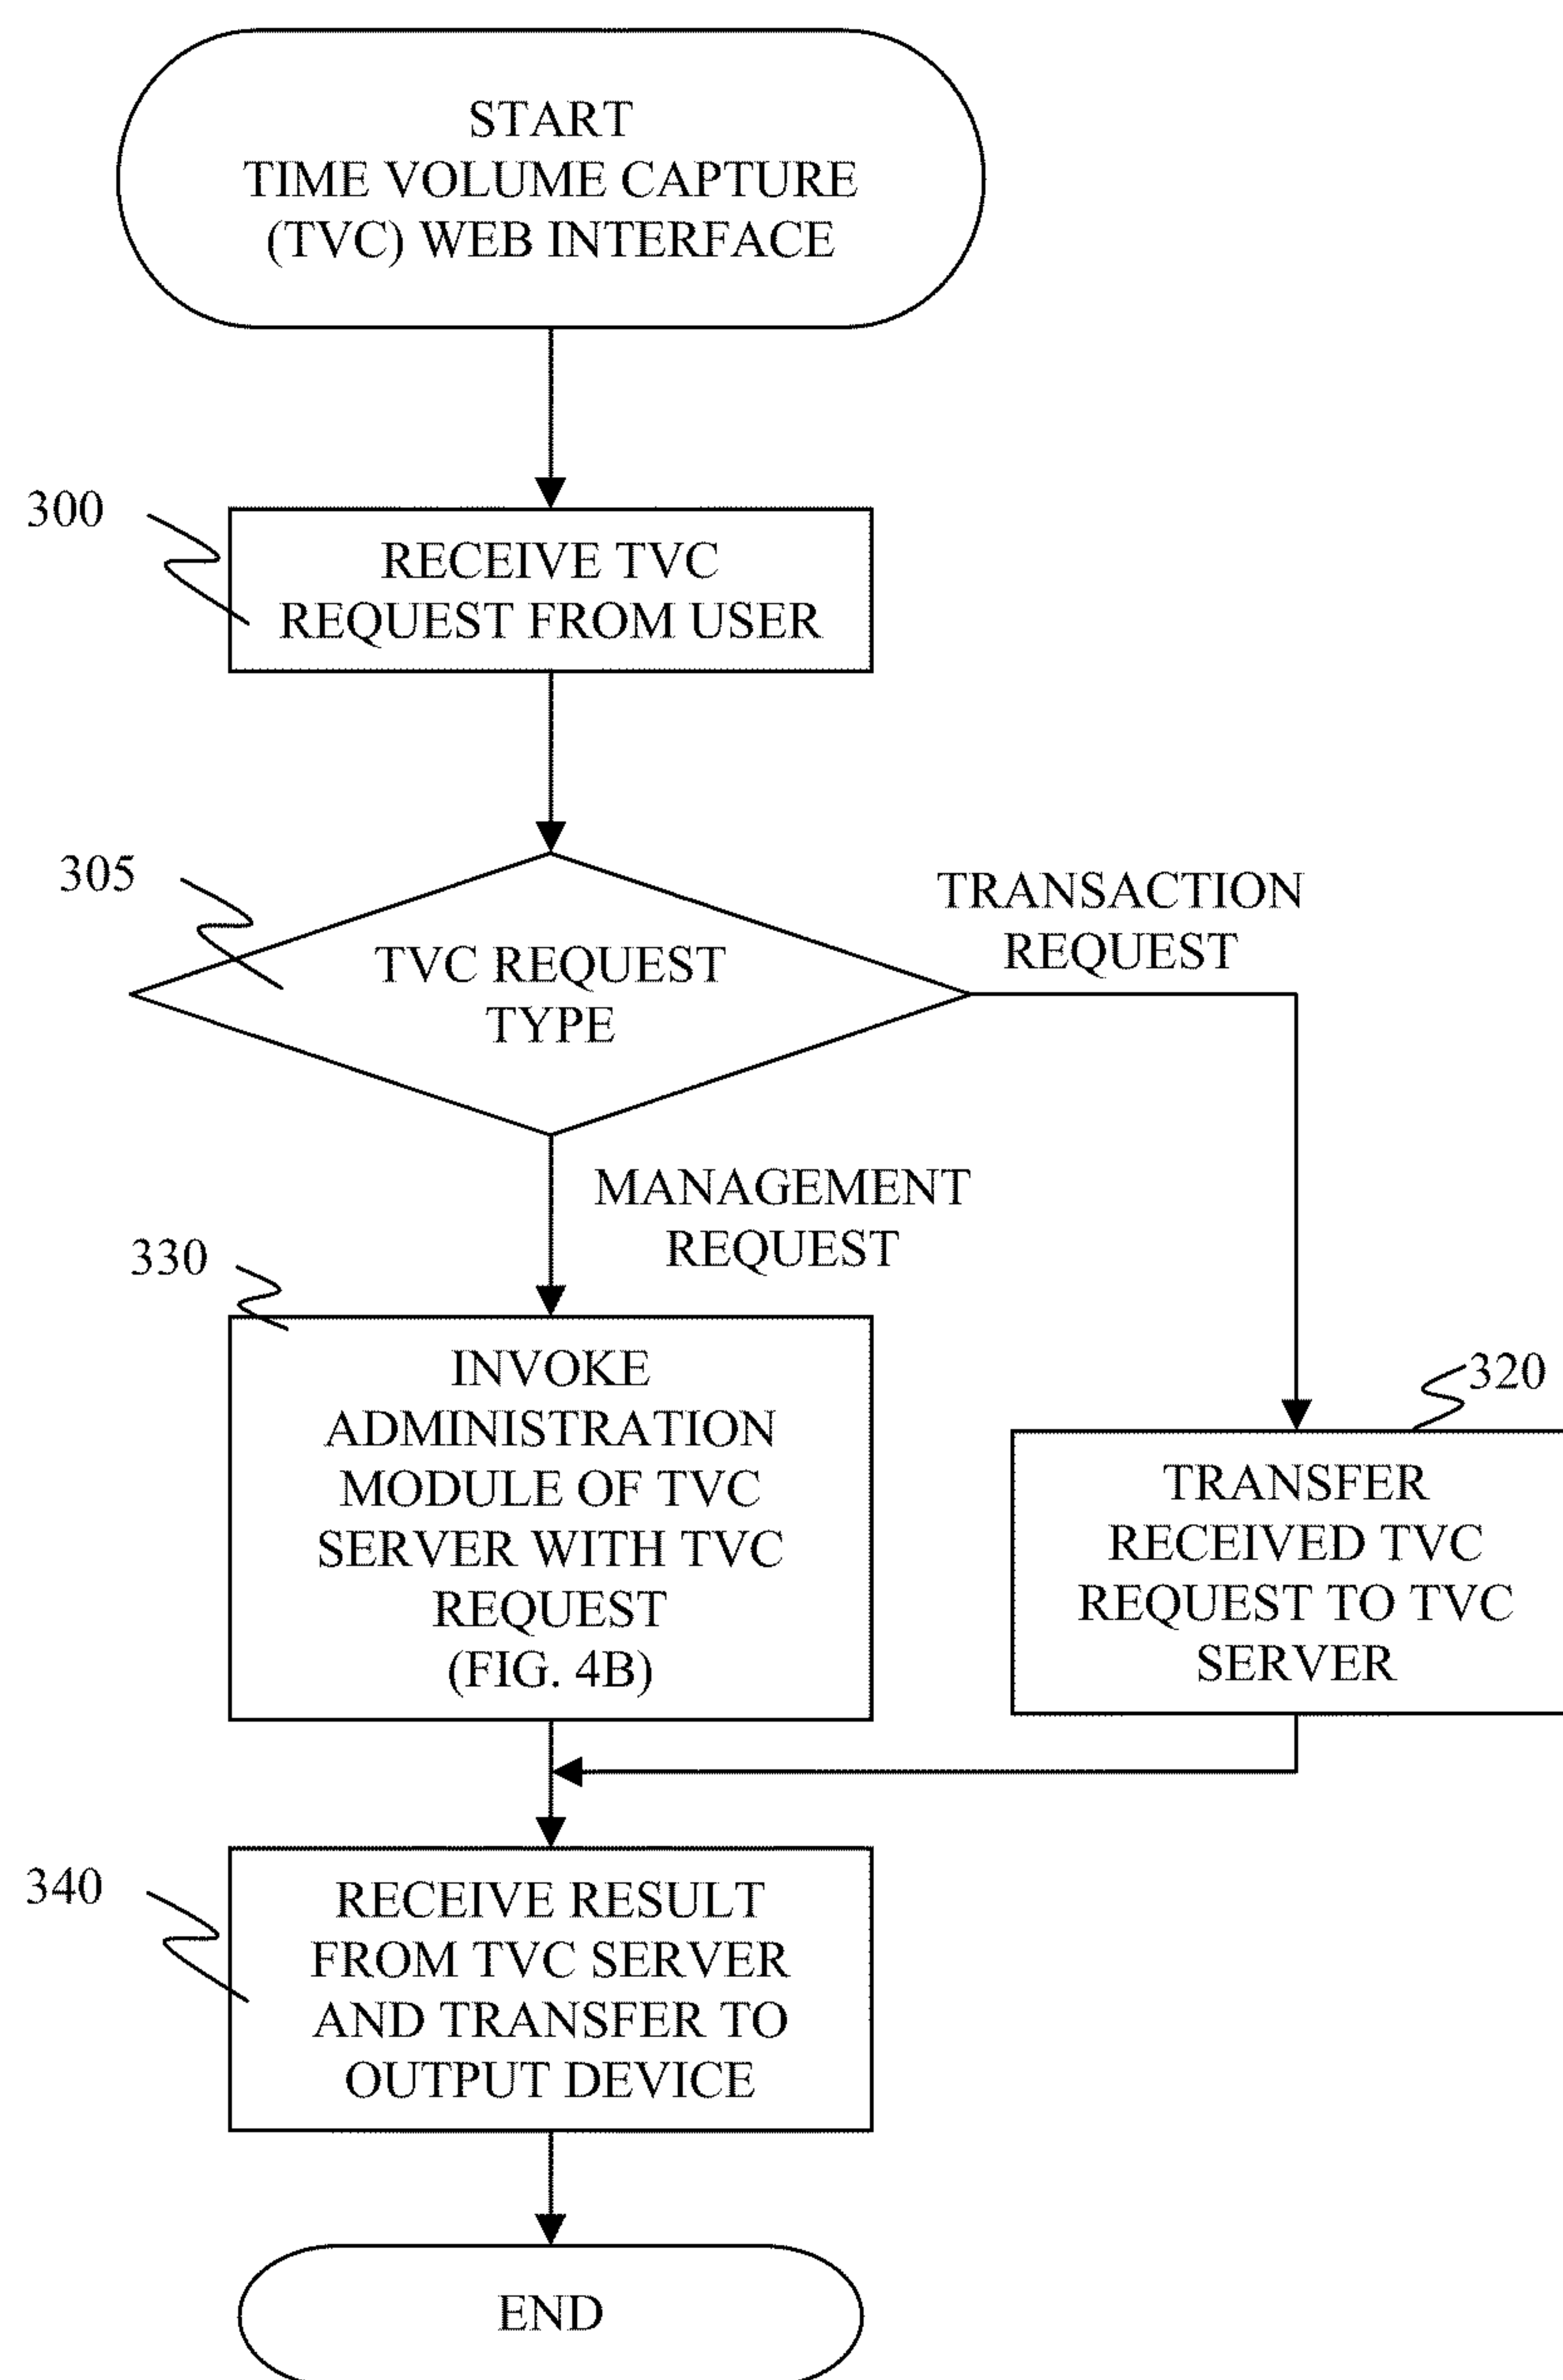 START
TIME VOLUME CAPTURE
(TVC) WEB INTERFACE
300
RECEIVE TVC
REQUEST FROM USER
305
TVC REQUEST
TYPE
TRANSACTION
REQUEST
MANAGEMENT
REQUEST
330
INVOKE
ADMINISTRATION
MODULE OF TVC
SERVER WITH TVC
REQUEST
(FIG. 4B)
320
TRANSFER
RECEIVED TVC
REQUEST TO TVC
SERVER
340
RECEIVE RESULT
FROM TVC SERVER
AND TRANSFER TO
OUTPUT DEVICE
END